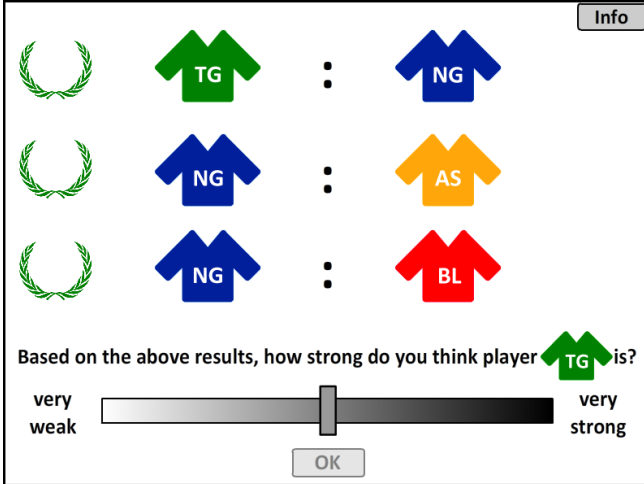 Info
TG : NG
NG : AS
NG : BL
Based on the above results, how strong do you think player TG is?
very weak
very strong
OK